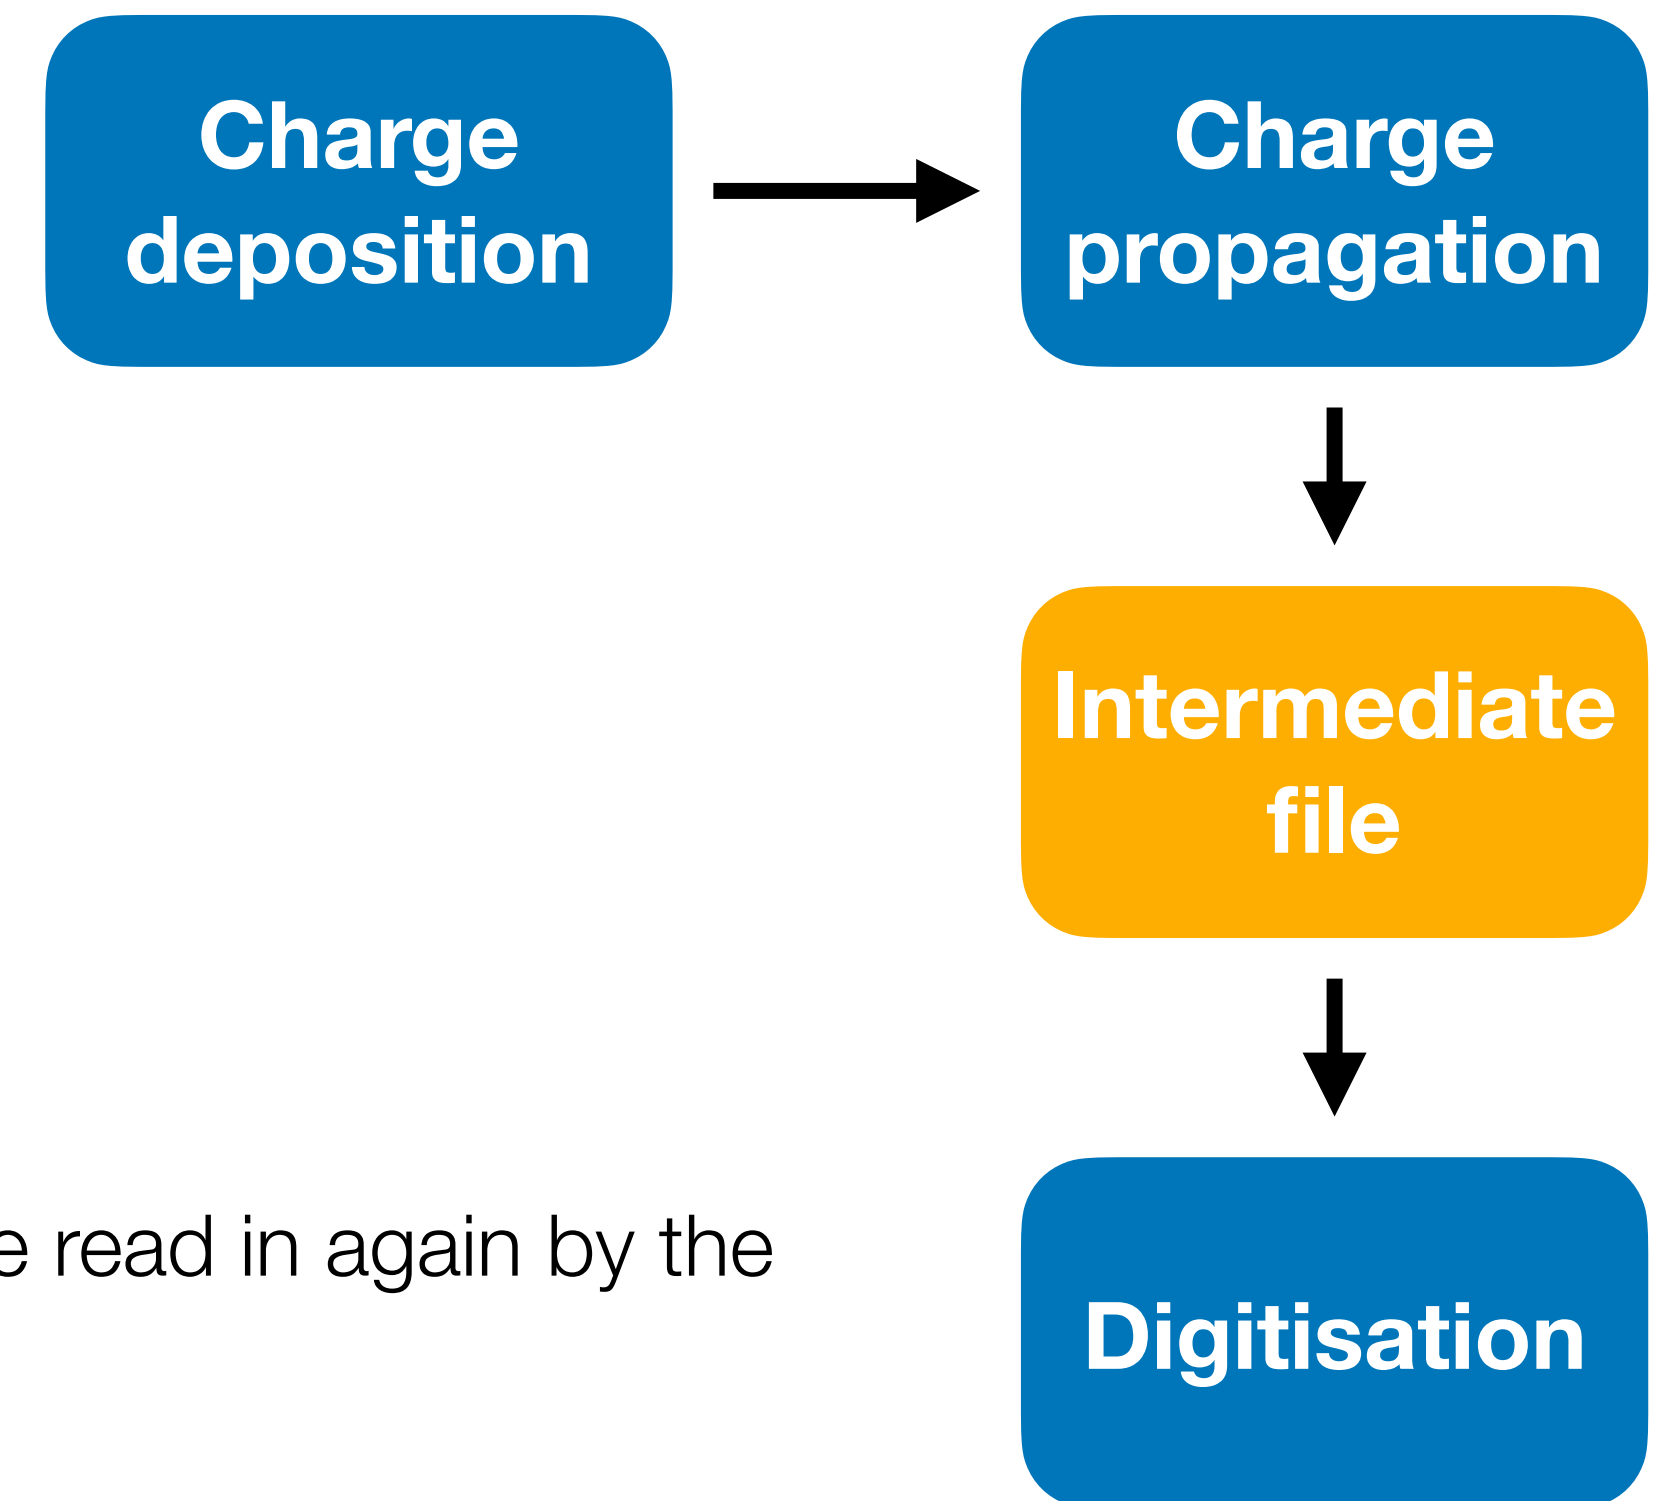 Charge
deposition
Charge
propagation
Intermediate
file
read in again by the
Digitisation